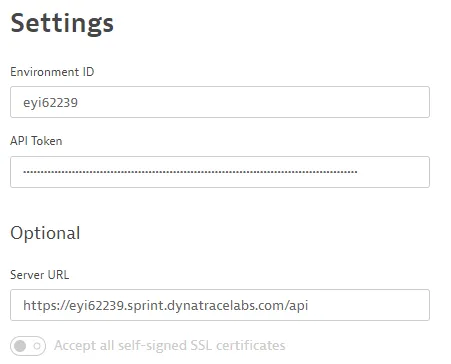 Settings
Environment ID
eyi62239
API Token
Optional
Server URL
https://eyi62239.sprint.dynatracelabs.com/api
Accept all self-signed SSL certificates